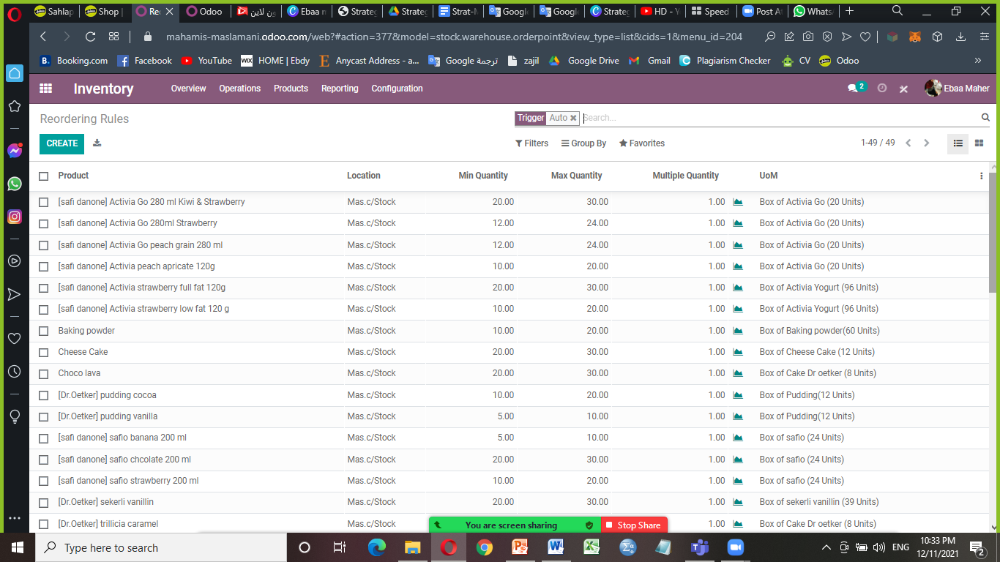 Sahlap
Shop |
Re
Odoo
ون لاين
Ebaa m
Strateg
Strateg
Strat-M
Google
Google
Strateg
HD - Y
Speed
Post A
Whats
mahamis-maslamani.odoo.com/web?#action=377&model=stock.warehouse.orderpoint&view_type=list&cids=1&menu_id=204
Booking.com
Facebook
YouTube
HOME | Ebdy
Anycast Address - a...
ترجمة Google
zajil
Google Drive
Gmail
Plagiarism Checker
CV
Odoo
Inventory
Overview Operations Products Reporting Configuration
2
Ebaa Maher
Reordering Rules
Trigger Auto Search...
CREATE
Filters Group By Favorites
1-49 / 49
Product Location Min Quantity Max Quantity Multiple Quantity UoM
[safi danone] Activia Go 280 ml Kiwi & Strawberry Mas.c/Stock 20.00 30.00 1.00 Box of Activia Go (20 Units)
[safi danone] Activia Go 280ml Strawberry Mas.c/Stock 12.00 24.00 1.00 Box of Activia Go (20 Units)
[safi danone] Activia Go peach grain 280 ml Mas.c/Stock 12.00 24.00 1.00 Box of Activia Go (20 Units)
[safi danone] Activia peach apricate 120g Mas.c/Stock 10.00 20.00 1.00 Box of Activia Go (20 Units)
[safi danone] Activia strawberry full fat 120g Mas.c/Stock 20.00 30.00 1.00 Box of Activia Yogurt (96 Units)
[safi danone] Activia strawberry low fat 120 g Mas.c/Stock 10.00 20.00 1.00 Box of Activia Yogurt (96 Units)
Baking powder Mas.c/Stock 10.00 20.00 1.00 Box of Baking powder(60 Units)
Cheese Cake Mas.c/Stock 20.00 30.00 1.00 Box of Cheese Cake (12 Units)
Choco lava Mas.c/Stock 20.00 30.00 1.00 Box of Cake Dr oetker (8 Units)
[Dr.Oetker] pudding cocoa Mas.c/Stock 10.00 20.00 1.00 Box of Pudding(12 Units)
[Dr.Oetker] pudding vanilla Mas.c/Stock 5.00 10.00 1.00 Box of Pudding(12 Units)
[safi danone] safio banana 200 ml Mas.c/Stock 5.00 10.00 1.00 Box of safio (24 Units)
[safi danone] safio chcolate 200 ml Mas.c/Stock 20.00 30.00 1.00 Box of safio (24 Units)
[safi danone] safio strawberry 200 ml Mas.c/Stock 10.00 20.00 1.00 Box of safio (24 Units)
[Dr.Oetker] sekerli vanillin Mas.c/Stock 20.00 30.00 1.00 Box of sekerli vanillin (39 Units)
[Dr.Oetker] trillicia caramel Mas.c/Stock 1.00 Box of Cake Dr oetker (8 Units)
You are screen sharing
Stop Share
Type here to search
ENG
10:33 PM
12/11/2021
2